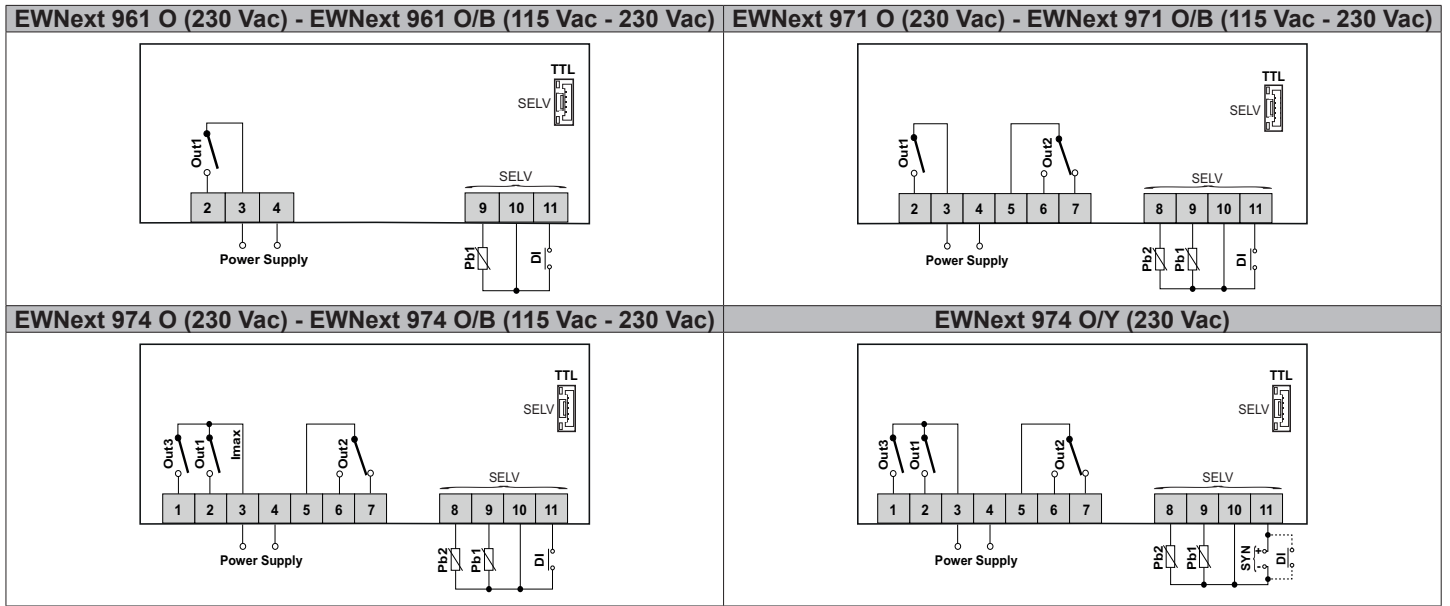 EWNext 961 O (230 Vac) - EWNext 961 O/B (115 Vac - 230 Vac)
TTL
SELV
Out1
SELV
2 3 4 9 10 11
Power Supply
Pb1
DI
EWNext 971 O (230 Vac) - EWNext 971 O/B (115 Vac - 230 Vac)
TTL
SELV
Out1
Out2
SELV
2 3 4 5 6 7 8 9 10 11
Power Supply
Pb2
Pb1
DI
EWNext 974 O (230 Vac) - EWNext 974 O/B (115 Vac - 230 Vac)
TTL
SELV
Out3
Out1
Imax
Out2
SELV
1 2 3 4 5 6 7 8 9 10 11
Power Supply
Pb2
Pb1
DI
EWNext 974 O/Y (230 Vac)
TTL
SELV
Out3
Out1
Out2
SELV
1 2 3 4 5 6 7 8 9 10 11
Power Supply
Pb2
Pb1
SYN
- +
DI